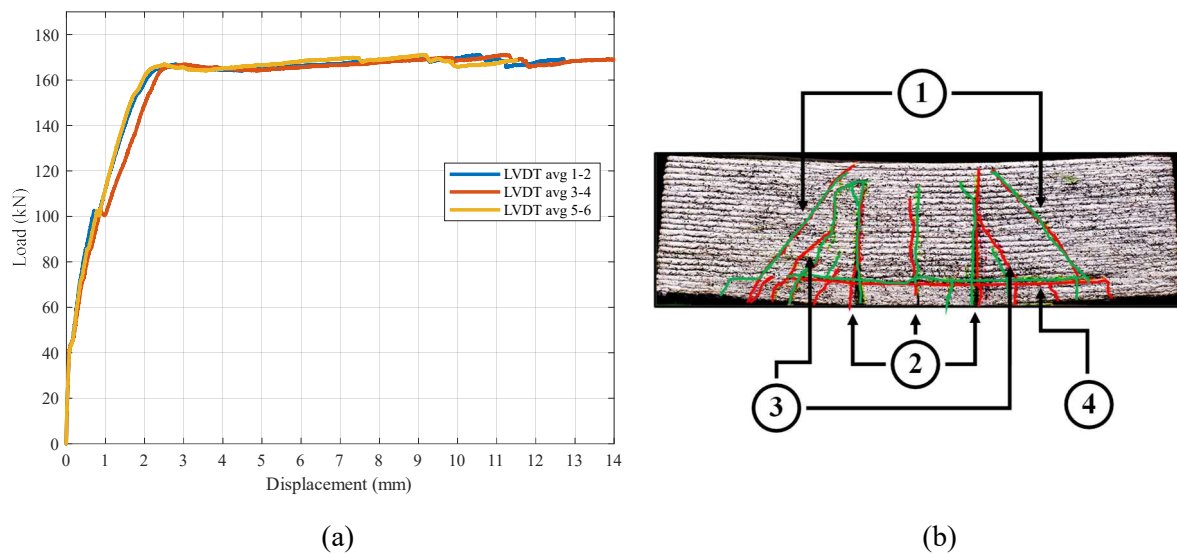 180
160
140
120
100
80
60
40
20
0
Load (kN)
LVDT avg 1-2
LVDT avg 3-4
LVDT avg 5-6
0 1 2 3 4 5 6 7 8 9 10 11 12 13 14
Displacement (mm)
(a)
1
2
3
4
(b)